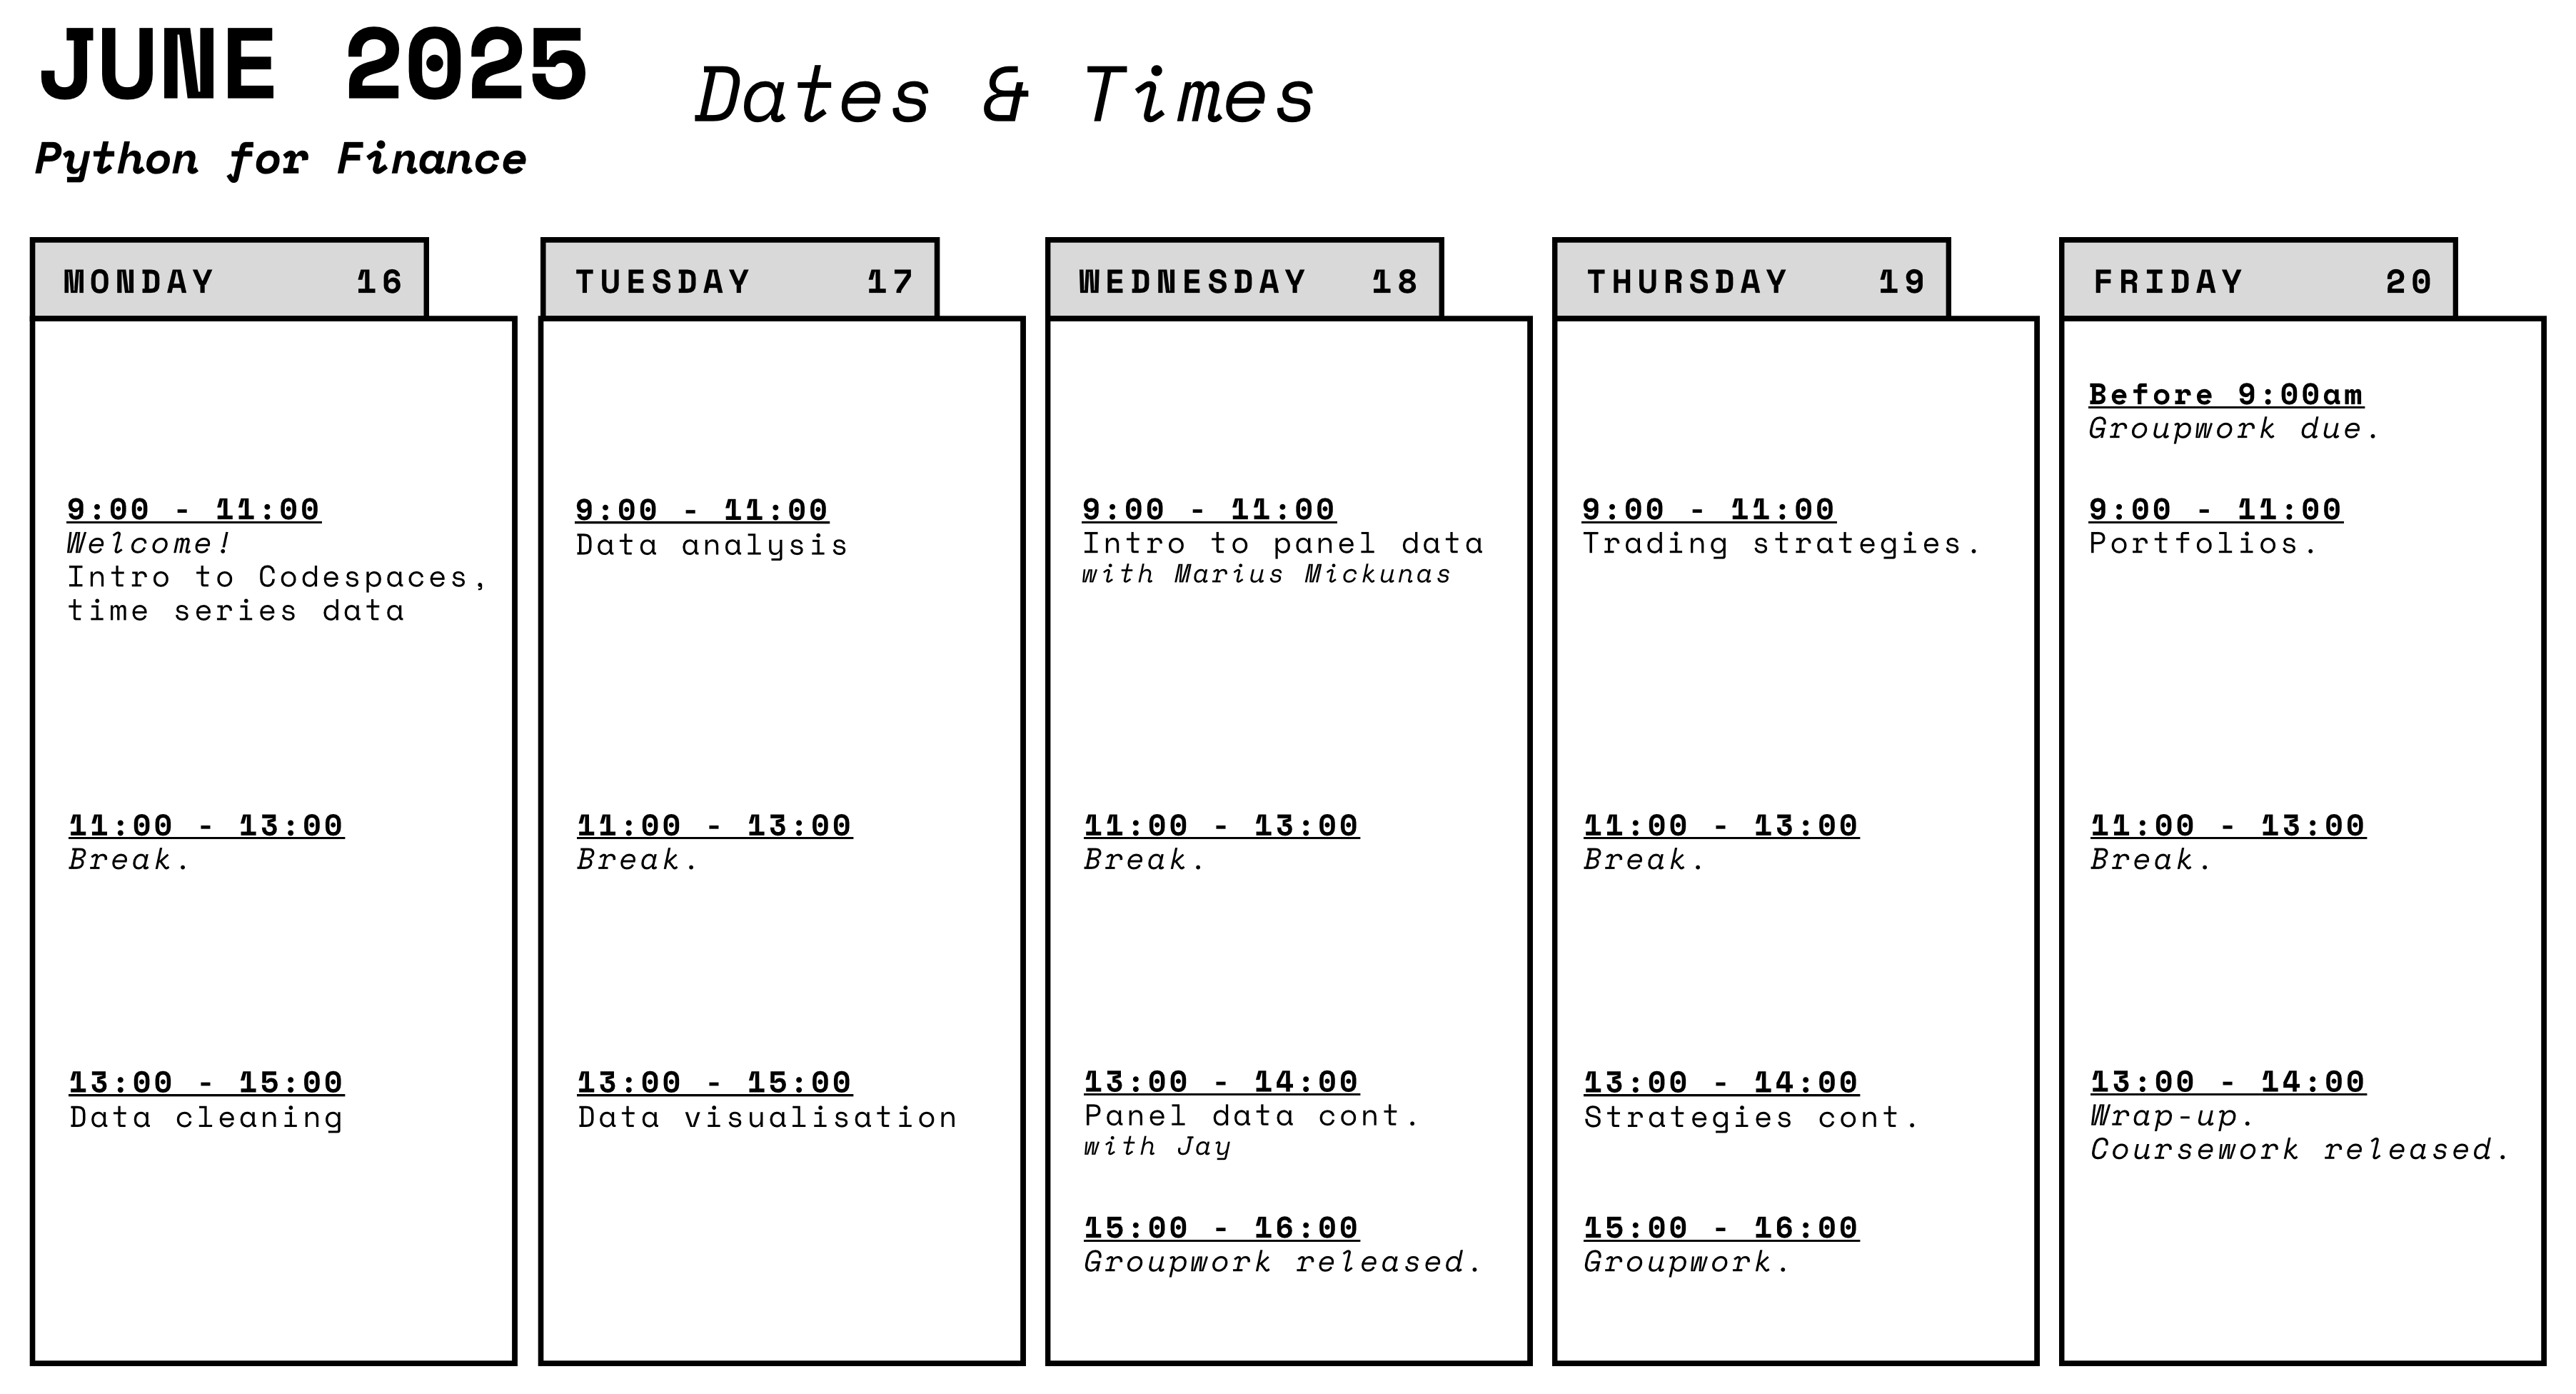 JUNE 2025
Dates & Times
Python for Finance
MONDAY 16
9:00 - 11:00
Welcome!
Intro to Codespaces,
time series data
11:00 - 13:00
Break.
13:00 - 15:00
Data cleaning
TUESDAY 17
9:00 - 11:00
Data analysis
11:00 - 13:00
Break.
13:00 - 15:00
Data visualisation
WEDNESDAY 18
9:00 - 11:00
Intro to panel data
with Marius Mickunas
11:00 - 13:00
Break.
13:00 - 14:00
Panel data cont.
with Jay
15:00 - 16:00
Groupwork released.
THURSDAY 19
9:00 - 11:00
Trading strategies.
11:00 - 13:00
Break.
13:00 - 14:00
Strategies cont.
15:00 - 16:00
Groupwork.
FRIDAY 20
Before 9:00am
Groupwork due.
9:00 - 11:00
Portfolios.
11:00 - 13:00
Break.
13:00 - 14:00
Wrap-up.
Coursework released.